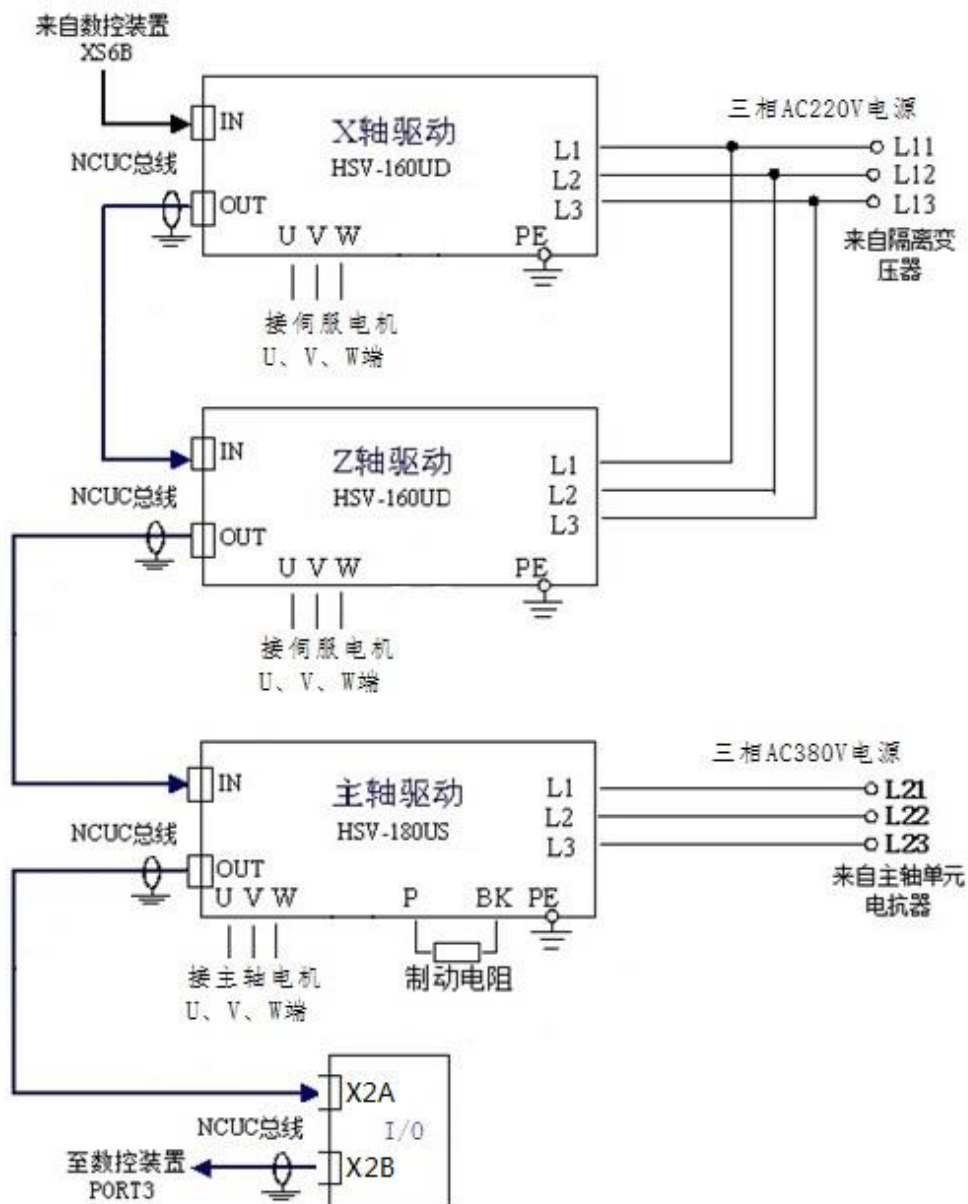 来自数控装置
XS6B
IN
NCUC总线
OUT
X轴驱动
HSV-160UD
L1
L2
L3
U V W
PE
接伺服电机
U、V、W端
三相AC220V电源
L11
L12
L13
来自隔离变
压器
IN
NCUC总线
OUT
Z轴驱动
HSV-160UD
L1
L2
L3
U V W
PE
接伺服电机
U、V、W端
IN
NCUC总线
OUT
主轴驱动
HSV-180US
L1
L2
L3
U V W
P
BK
PE
接主轴电机
U、V、W端
制动电阻
三相AC380V电源
L21
L22
L23
来自主轴单元
电抗器
X2A
NCUC总线
I/O
X2B
至数控装置
PORT3